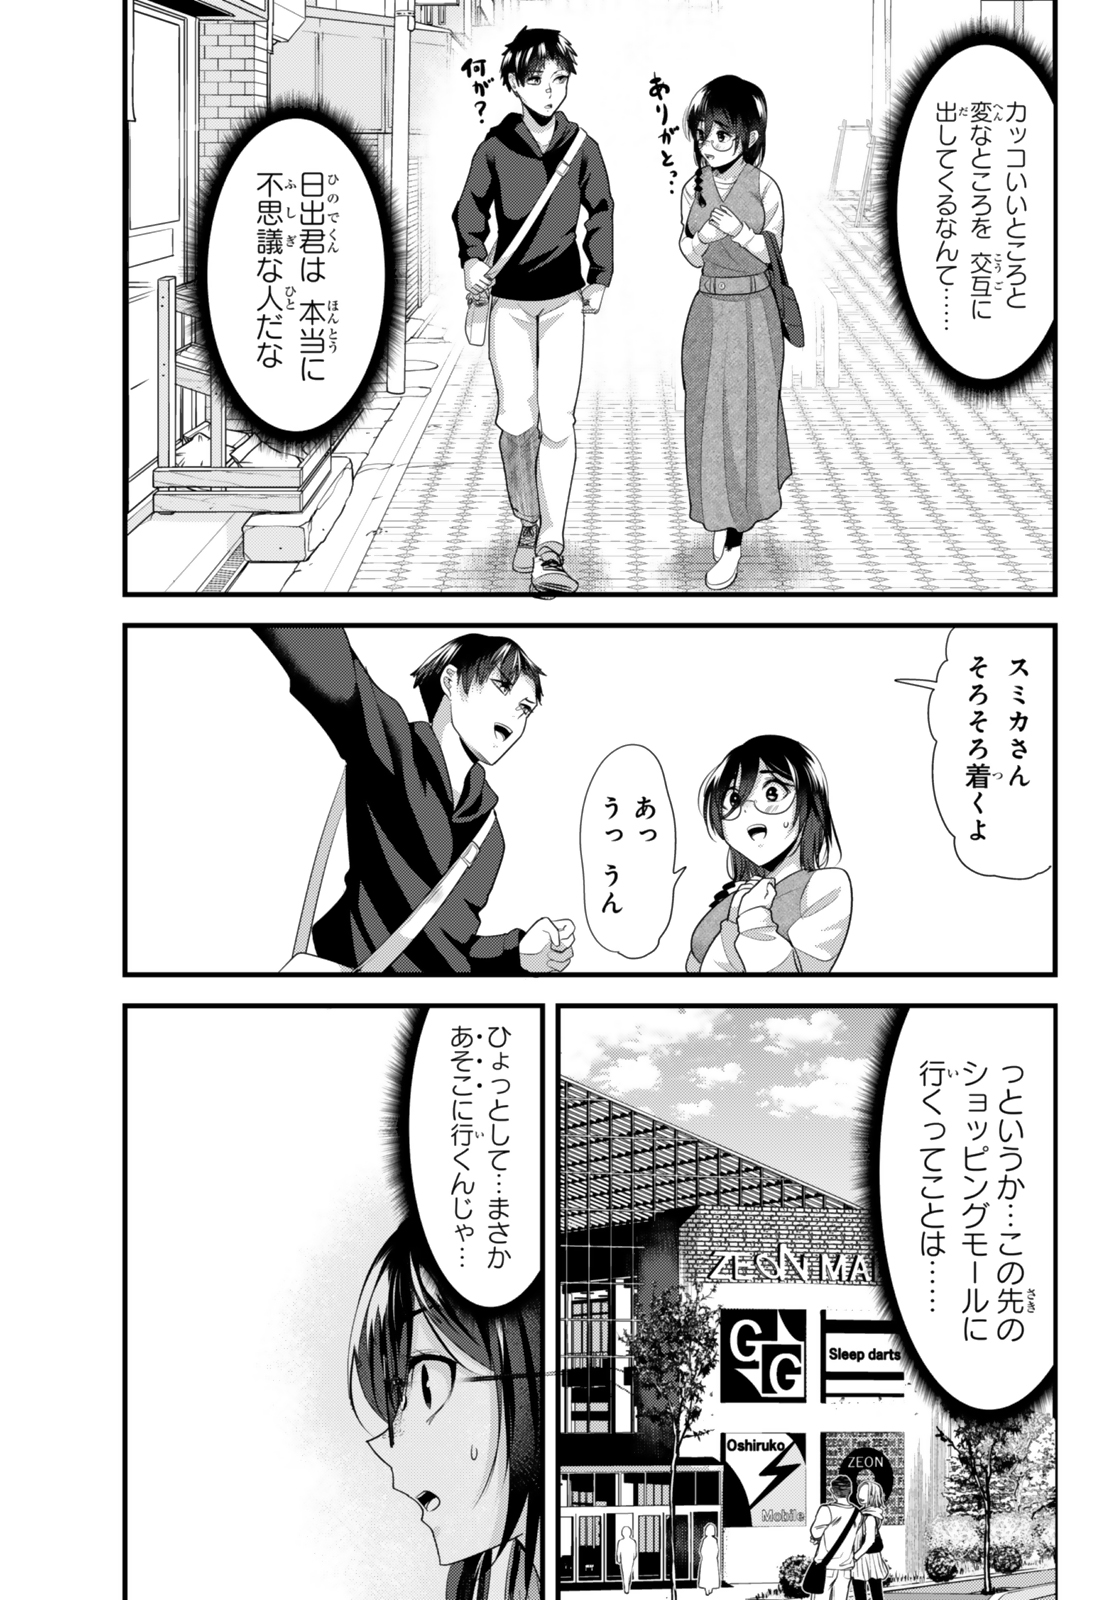 カッコいいところと
変なところを 交互に
出してくるなんて……
ありがと…
何が？
日出君は 本当に
不思議な人だな
スミカさん
そろそろ着くよ
あっ
うっ うん
っというか…この先の
ショッピングモールに
行くってことは……
ZEON MA
GG
Sleep darts
Oshiruko
Mobile
ZEON
ひょっとして…まさか
あそこに行くんじゃ…